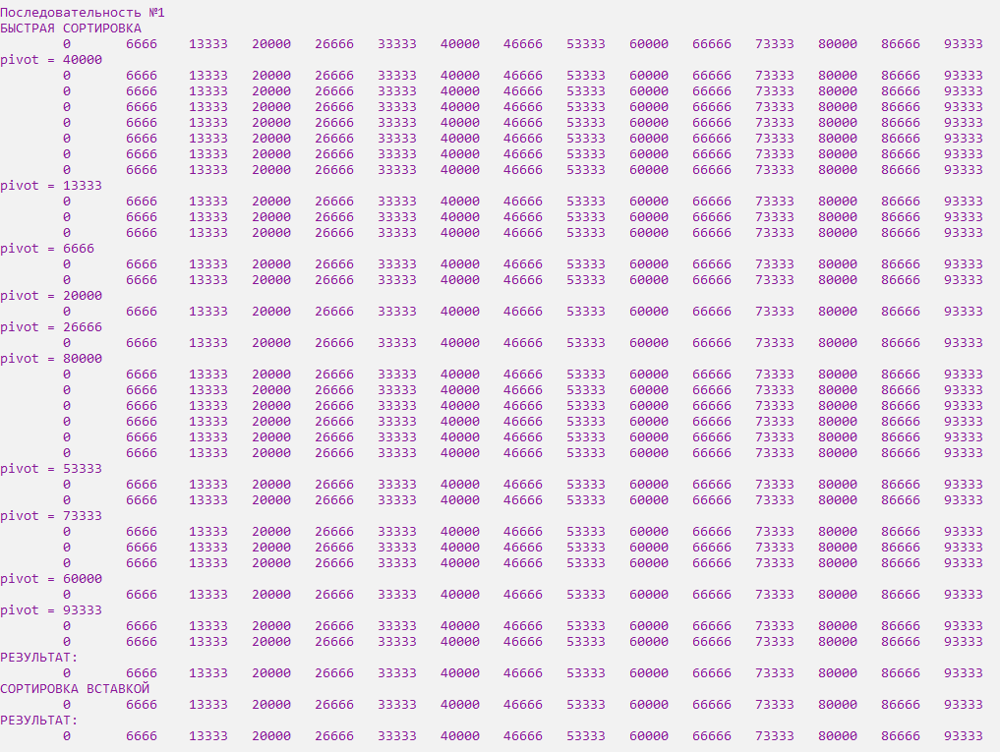 Последовательность №1
БЫСТРАЯ СОРТИРОВКА
0 6666 13333 20000 26666 33333 40000 46666 53333 60000 66666 73333 80000 86666 93333
pivot = 40000
0 6666 13333 20000 26666 33333 40000 46666 53333 60000 66666 73333 80000 86666 93333
0 6666 13333 20000 26666 33333 40000 46666 53333 60000 66666 73333 80000 86666 93333
0 6666 13333 20000 26666 33333 40000 46666 53333 60000 66666 73333 80000 86666 93333
0 6666 13333 20000 26666 33333 40000 46666 53333 60000 66666 73333 80000 86666 93333
0 6666 13333 20000 26666 33333 40000 46666 53333 60000 66666 73333 80000 86666 93333
0 6666 13333 20000 26666 33333 40000 46666 53333 60000 66666 73333 80000 86666 93333
0 6666 13333 20000 26666 33333 40000 46666 53333 60000 66666 73333 80000 86666 93333
pivot = 13333
0 6666 13333 20000 26666 33333 40000 46666 53333 60000 66666 73333 80000 86666 93333
0 6666 13333 20000 26666 33333 40000 46666 53333 60000 66666 73333 80000 86666 93333
0 6666 13333 20000 26666 33333 40000 46666 53333 60000 66666 73333 80000 86666 93333
pivot = 6666
0 6666 13333 20000 26666 33333 40000 46666 53333 60000 66666 73333 80000 86666 93333
0 6666 13333 20000 26666 33333 40000 46666 53333 60000 66666 73333 80000 86666 93333
pivot = 20000
0 6666 13333 20000 26666 33333 40000 46666 53333 60000 66666 73333 80000 86666 93333
pivot = 26666
0 6666 13333 20000 26666 33333 40000 46666 53333 60000 66666 73333 80000 86666 93333
pivot = 80000
0 6666 13333 20000 26666 33333 40000 46666 53333 60000 66666 73333 80000 86666 93333
0 6666 13333 20000 26666 33333 40000 46666 53333 60000 66666 73333 80000 86666 93333
0 6666 13333 20000 26666 33333 40000 46666 53333 60000 66666 73333 80000 86666 93333
0 6666 13333 20000 26666 33333 40000 46666 53333 60000 66666 73333 80000 86666 93333
0 6666 13333 20000 26666 33333 40000 46666 53333 60000 66666 73333 80000 86666 93333
0 6666 13333 20000 26666 33333 40000 46666 53333 60000 66666 73333 80000 86666 93333
pivot = 53333
0 6666 13333 20000 26666 33333 40000 46666 53333 60000 66666 73333 80000 86666 93333
0 6666 13333 20000 26666 33333 40000 46666 53333 60000 66666 73333 80000 86666 93333
pivot = 73333
0 6666 13333 20000 26666 33333 40000 46666 53333 60000 66666 73333 80000 86666 93333
0 6666 13333 20000 26666 33333 40000 46666 53333 60000 66666 73333 80000 86666 93333
0 6666 13333 20000 26666 33333 40000 46666 53333 60000 66666 73333 80000 86666 93333
pivot = 60000
0 6666 13333 20000 26666 33333 40000 46666 53333 60000 66666 73333 80000 86666 93333
pivot = 93333
0 6666 13333 20000 26666 33333 40000 46666 53333 60000 66666 73333 80000 86666 93333
0 6666 13333 20000 26666 33333 40000 46666 53333 60000 66666 73333 80000 86666 93333
РЕЗУЛЬТАТ:
0 6666 13333 20000 26666 33333 40000 46666 53333 60000 66666 73333 80000 86666 93333
СОРТИРОВКА ВСТАВКОЙ
0 6666 13333 20000 26666 33333 40000 46666 53333 60000 66666 73333 80000 86666 93333
РЕЗУЛЬТАТ:
0 6666 13333 20000 26666 33333 40000 46666 53333 60000 66666 73333 80000 86666 93333